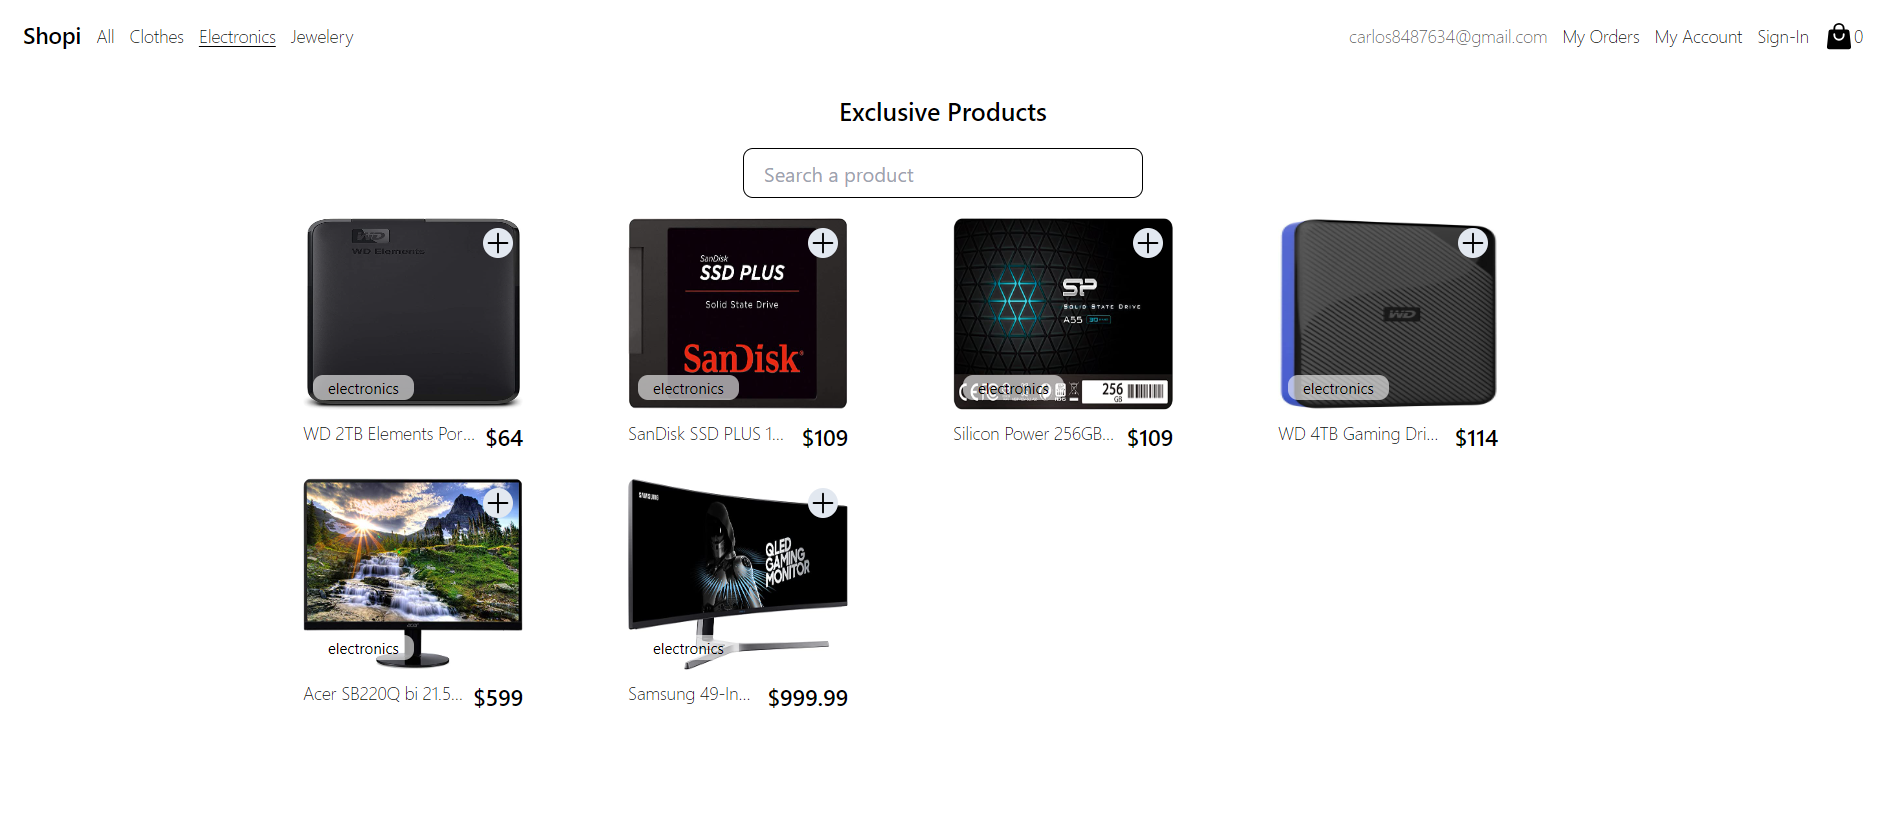 Shopi All Clothes Electronics Jewelery carlos8487634@gmail.com My Orders My Account Sign-In 0
Exclusive Products
Search a product
WD
WD Elements
electronics
WD 2TB Elements Por... $64
SanDisk
SSD PLUS
Solid State Drive
SanDisk®
electronics
SanDisk SSD PLUS 1... $109
SP
SOLID STATE DRIVE
A55
256
GB
electronics
Silicon Power 256GB... $109
WD
electronics
WD 4TB Gaming Dri... $114
acer
electronics
Acer SB220Q bi 21.5... $599
SAMSUNG
QLED
GAMING
MONITOR
electronics
Samsung 49-In... $999.99